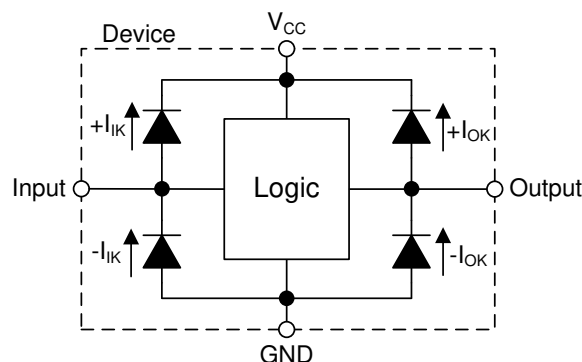 V_CC
Device
+I_IK
+I_OK
Input
Logic
Output
-I_IK
-I_OK
GND